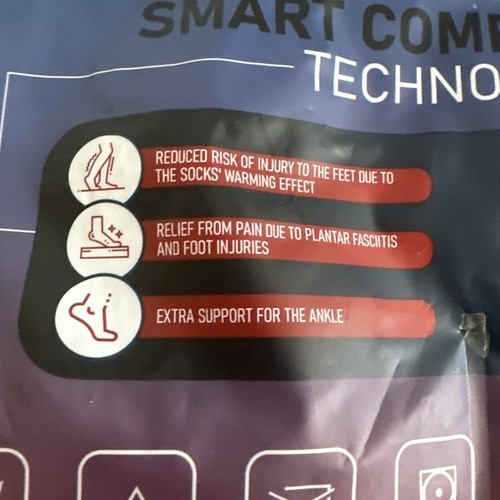 SMART COM
TECHNO
REDUCED RISK OF INJURY TO THE FEET DUE TO
THE SOCKS' WARMING EFFECT
RELIEF FROM PAIN DUE TO PLANTAR FASCIITIS
AND FOOT INJURIES
EXTRA SUPPORT FOR THE ANKLE